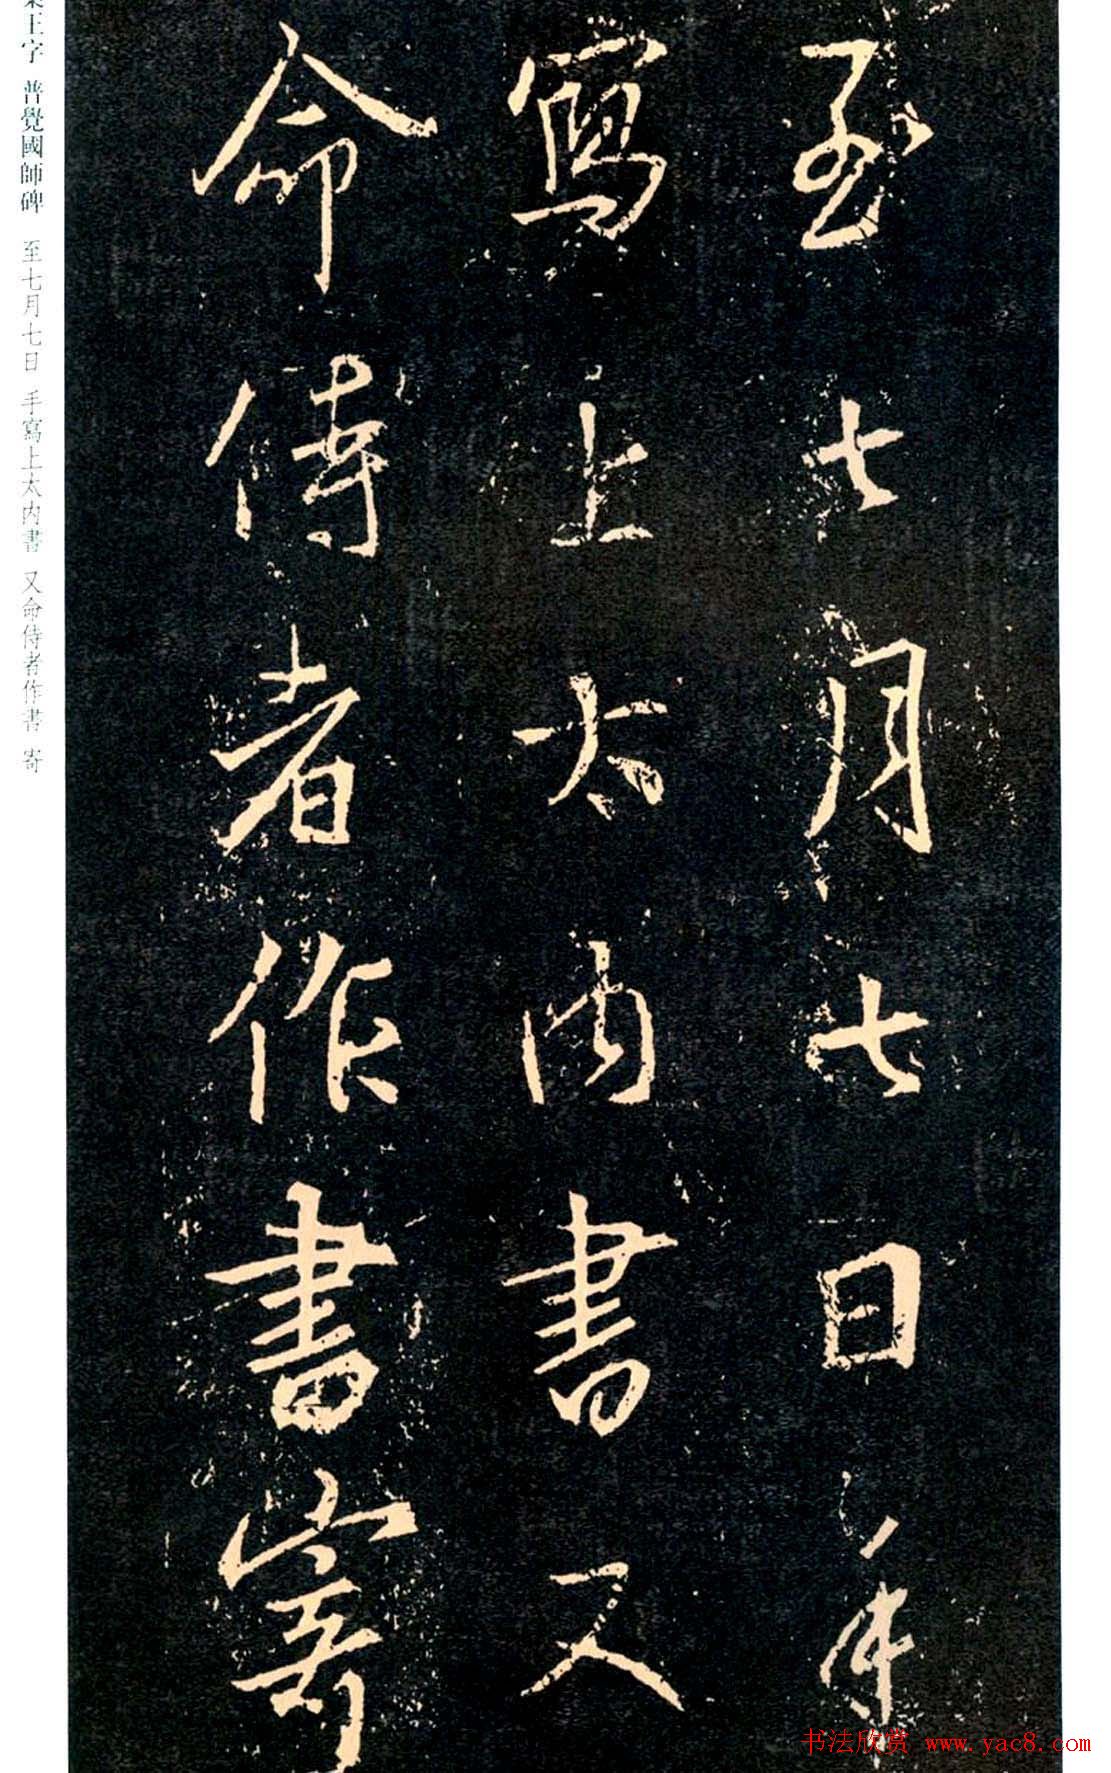 至七月七日手
寫上太內書又
命侍者作書寄
王字 普覺國師碑 至七月七日 手寫上太内書 又命侍者作書 寄
书法欣赏 www.yac8.com